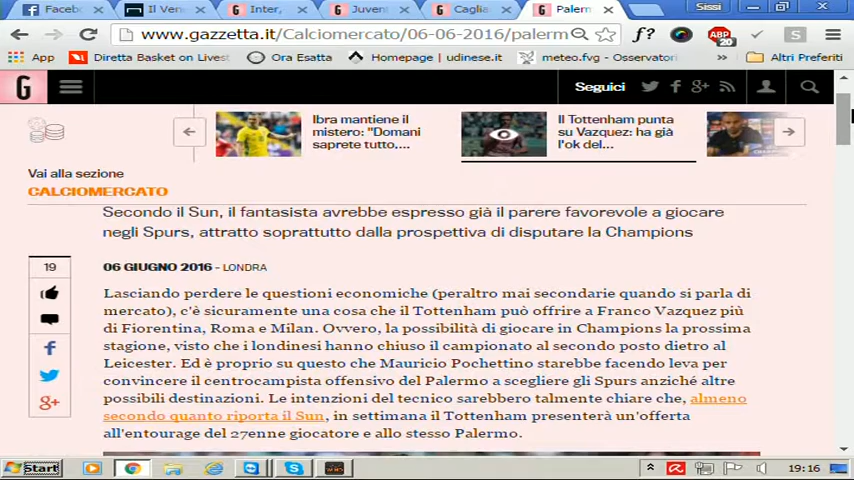 Faceb
Il Vene
Inter,
Juvent
Caglia
Palerm
Sissi
www.gazzetta.it/Calciomercato/06-06-2016/palerm
f?
ABP
20
S
App
Diretta Basket on Livest
Ora Esatta
Homepage | udinese.it
meteo.fvg - Osservatori
»
Altri Preferiti
G
Seguici
Ibra mantiene il
mistero: "Domani
saprete tutto....
Il Tottenham punta
su Vazquez: ha già
l'ok del...
Vai alla sezione
CALCIOMERCATO
Secondo il Sun, il fantasista avrebbe espresso già il parere favorevole a giocare
negli Spurs, attratto soprattutto dalla prospettiva di disputare la Champions
19
06 GIUGNO 2016 - LONDRA
Lasciando perdere le questioni economiche (peraltro mai secondarie quando si parla di
mercato), c'è sicuramente una cosa che il Tottenham può offrire a Franco Vazquez più
di Fiorentina, Roma e Milan. Ovvero, la possibilità di giocare in Champions la prossima
stagione, visto che i londinesi hanno chiuso il campionato al secondo posto dietro al
Leicester. Ed è proprio su questo che Mauricio Pochettino starebbe facendo leva per
convincere il centrocampista offensivo del Palermo a scegliere gli Spurs anziché altre
possibili destinazioni. Le intenzioni del tecnico sarebbero talmente chiare che, almeno
secondo quanto riporta il Sun, in settimana il Tottenham presenterà un'offerta
all'entourage del 27enne giocatore e allo stesso Palermo.
Start
19:16